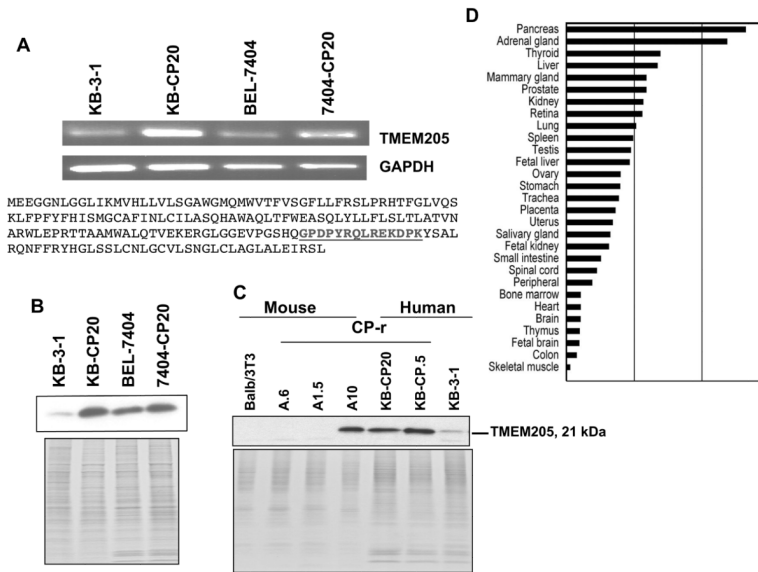 A
KB-3-1
KB-CP20
BEL-7404
7404-CP20
TMEM205
GAPDH
MEEGGNLGGLIKMVHLLVLSGAWGMQMWVTFVSGFLLFRSLPRHTFGLVQS
KLFPFYFHISMGCAFINLCILASQHAWAQLTFWEASQLYLLFLSLTLATVN
ARWLEPRTTAAMWALQTVEKERGLGGEVPGSHQGPDPYRQLREKDPKYSAL
RQNFFRYHGLSSLCNLGCVLSNGLCLAGLALEIRSL
B
KB-3-1
KB-CP20
BEL-7404
7404-CP20
C
Mouse
Human
CP-r
Balb/3T3
A.6
A1.5
A10
KB-CP20
KB-CP.5
KB-3-1
TMEM205, 21 kDa
D
Pancreas
Adrenal gland
Thyroid
Liver
Mammary gland
Prostate
Kidney
Retina
Lung
Spleen
Testis
Fetal liver
Ovary
Stomach
Trachea
Placenta
Uterus
Salivary gland
Fetal kidney
Small intestine
Spinal cord
Peripheral
Bone marrow
Heart
Brain
Thymus
Fetal brain
Colon
Skeletal muscle